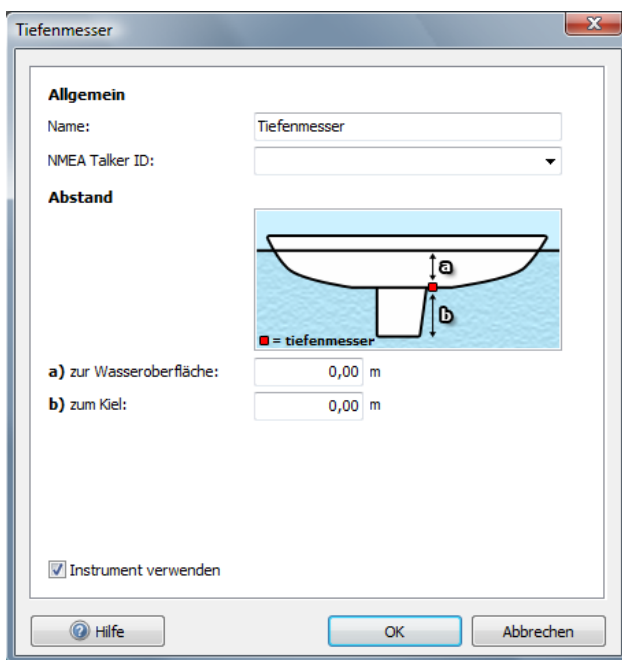 Tiefenmesser
Allgemein
Name: Tiefenmesser
NMEA Talker ID:
Abstand
a
b
= tiefenmesser
a) zur Wasseroberfläche: 0,00 m
b) zum Kiel: 0,00 m
Instrument verwenden
Hilfe OK Abbrechen